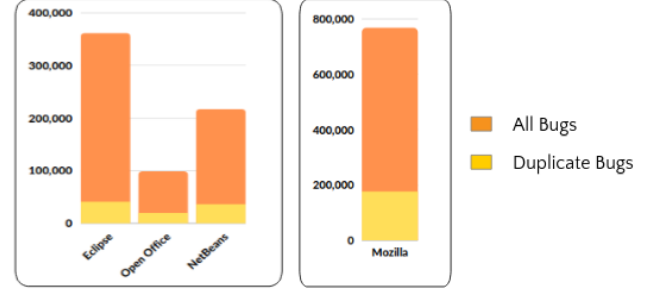 400,000
300,000
200,000
100,000
0
Eclipse
Open Office
NetBeans
800,000
600,000
400,000
200,000
0
Mozilla
All Bugs
Duplicate Bugs